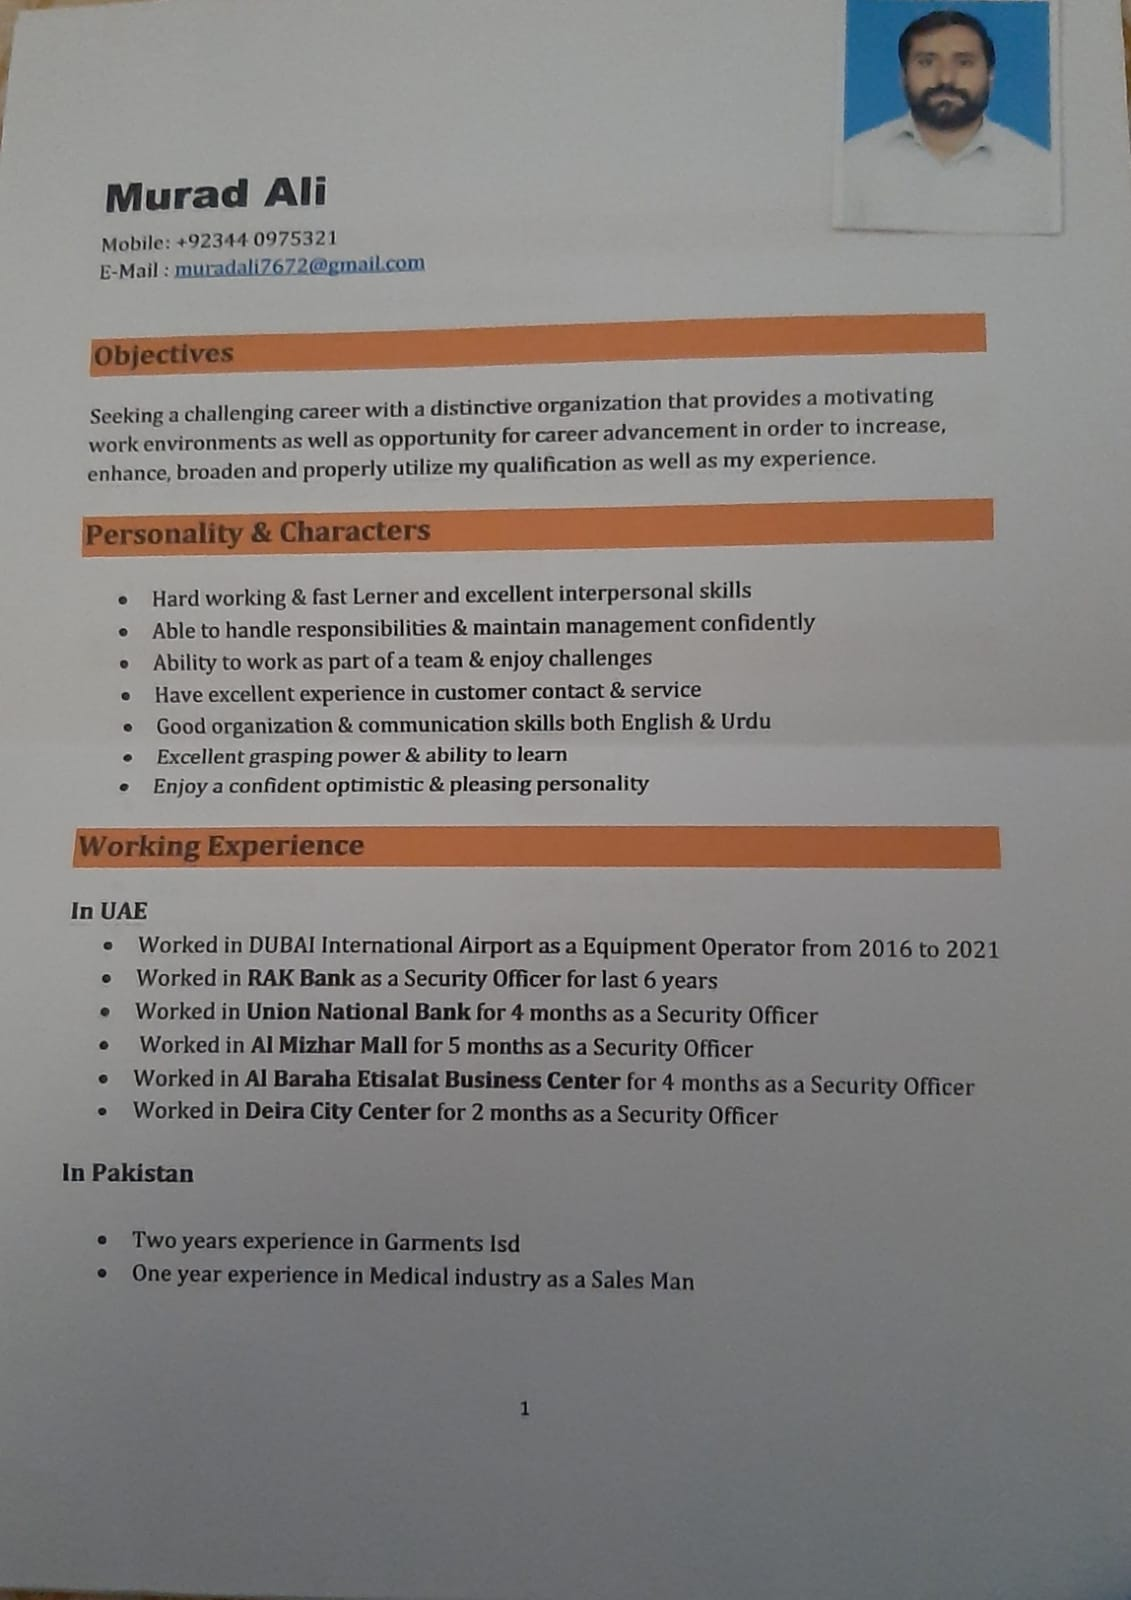 Murad Ali
Mobile: +92344 0975321
E-Mail : muradali7672@gmail.com
Objectives
Seeking a challenging career with a distinctive organization that provides a motivating
work environments as well as opportunity for career advancement in order to increase,
enhance, broaden and properly utilize my qualification as well as my experience.
Personality & Characters
• Hard working & fast Lerner and excellent interpersonal skills
• Able to handle responsibilities & maintain management confidently
• Ability to work as part of a team & enjoy challenges
• Have excellent experience in customer contact & service
• Good organization & communication skills both English & Urdu
• Excellent grasping power & ability to learn
• Enjoy a confident optimistic & pleasing personality
Working Experience
In UAE
• Worked in DUBAI International Airport as a Equipment Operator from 2016 to 2021
• Worked in RAK Bank as a Security Officer for last 6 years
• Worked in Union National Bank for 4 months as a Security Officer
• Worked in Al Mizhar Mall for 5 months as a Security Officer
• Worked in Al Baraha Etisalat Business Center for 4 months as a Security Officer
• Worked in Deira City Center for 2 months as a Security Officer
In Pakistan
• Two years experience in Garments Isd
• One year experience in Medical industry as a Sales Man
1